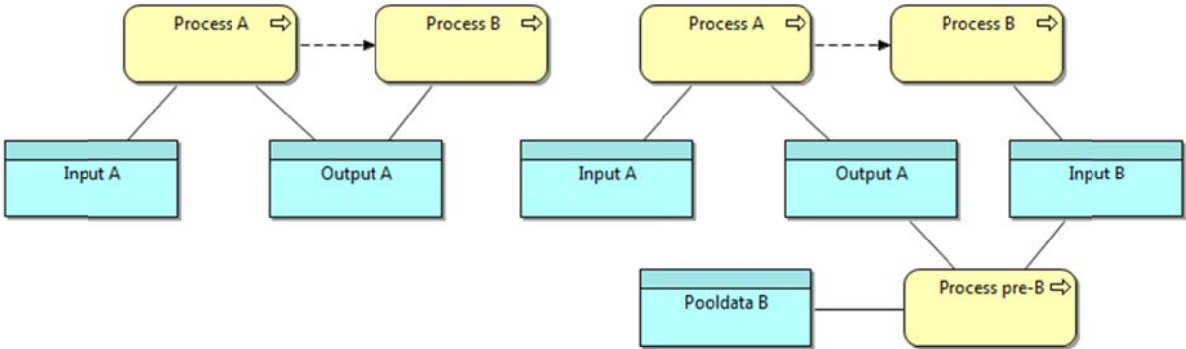 Process A
Process B
Process A
Process B
Input A
Output A
Input A
Output A
Input B
Pooldata B
Process pre-B